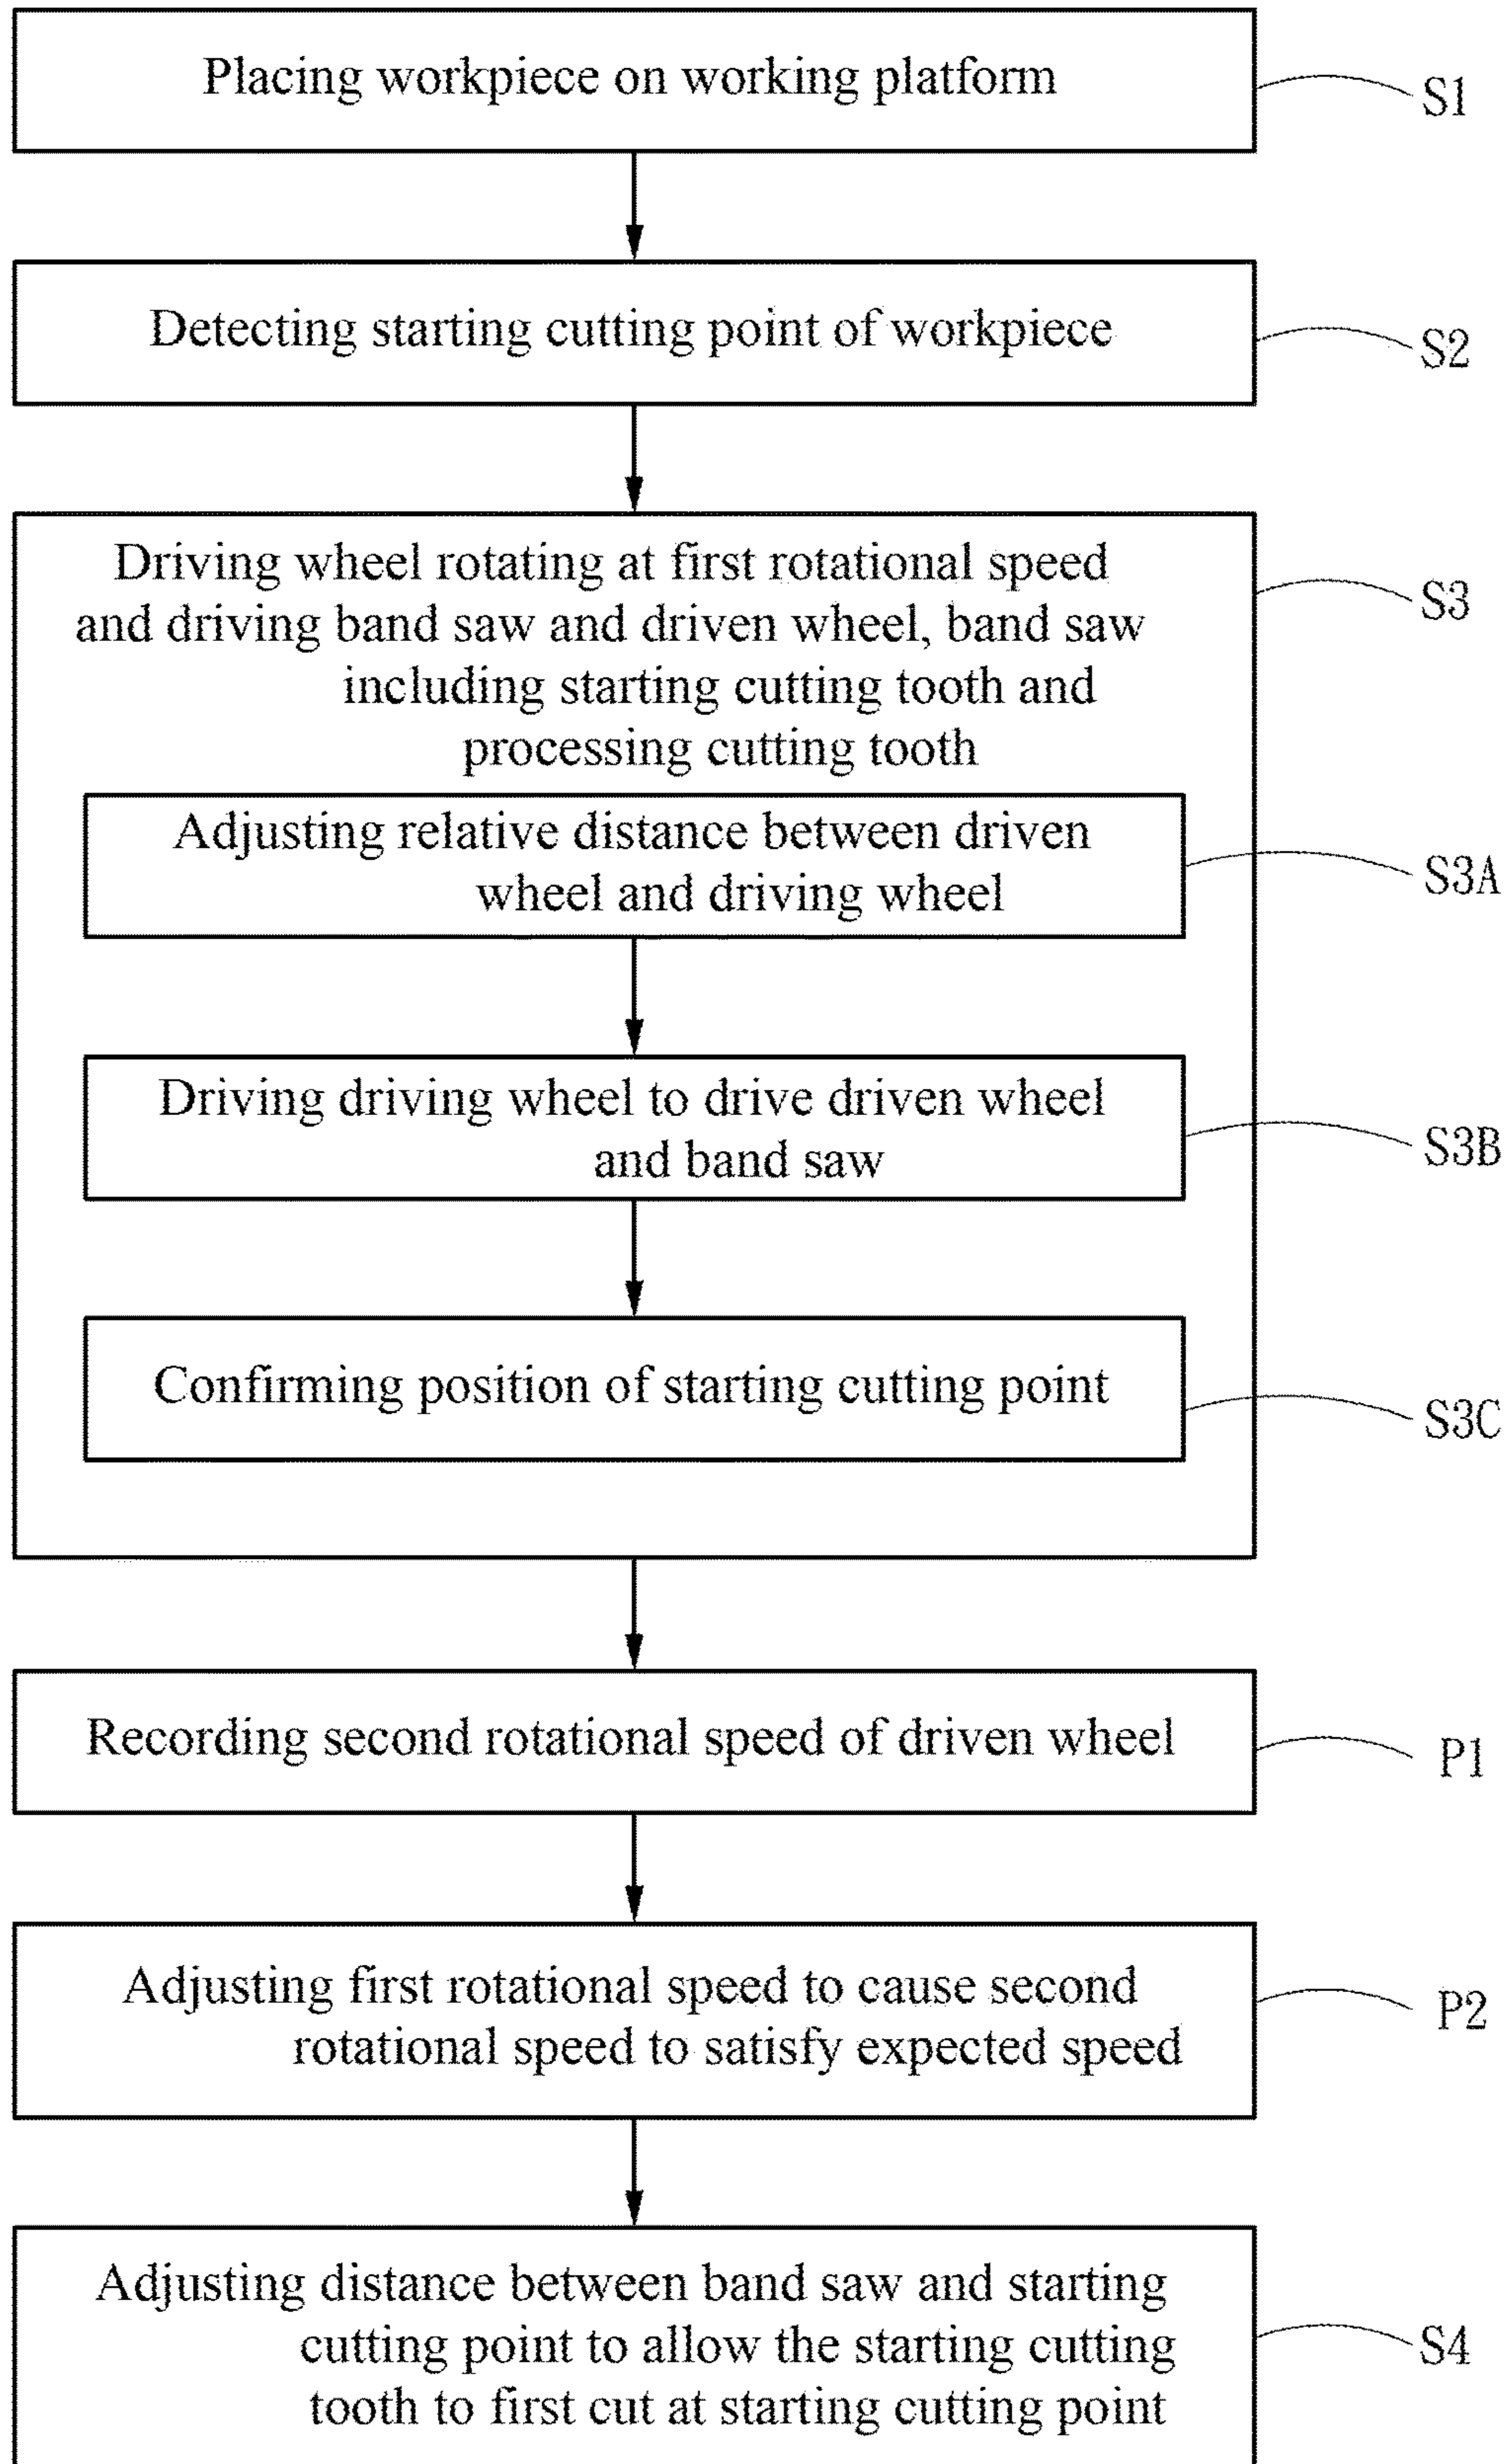 Placing workpiece on working platform
S1
Detecting starting cutting point of workpiece
S2
Driving wheel rotating at first rotational speed
and driving band saw and driven wheel, band saw
including starting cutting tooth and
processing cutting tooth
S3
Adjusting relative distance between driven
wheel and driving wheel
S3A
Driving driving wheel to drive driven wheel
and band saw
S3B
Confirming position of starting cutting point
S3C
Recording second rotational speed of driven wheel
P1
Adjusting first rotational speed to cause second
rotational speed to satisfy expected speed
P2
Adjusting distance between band saw and starting
cutting point to allow the starting cutting
tooth to first cut at starting cutting point
S4